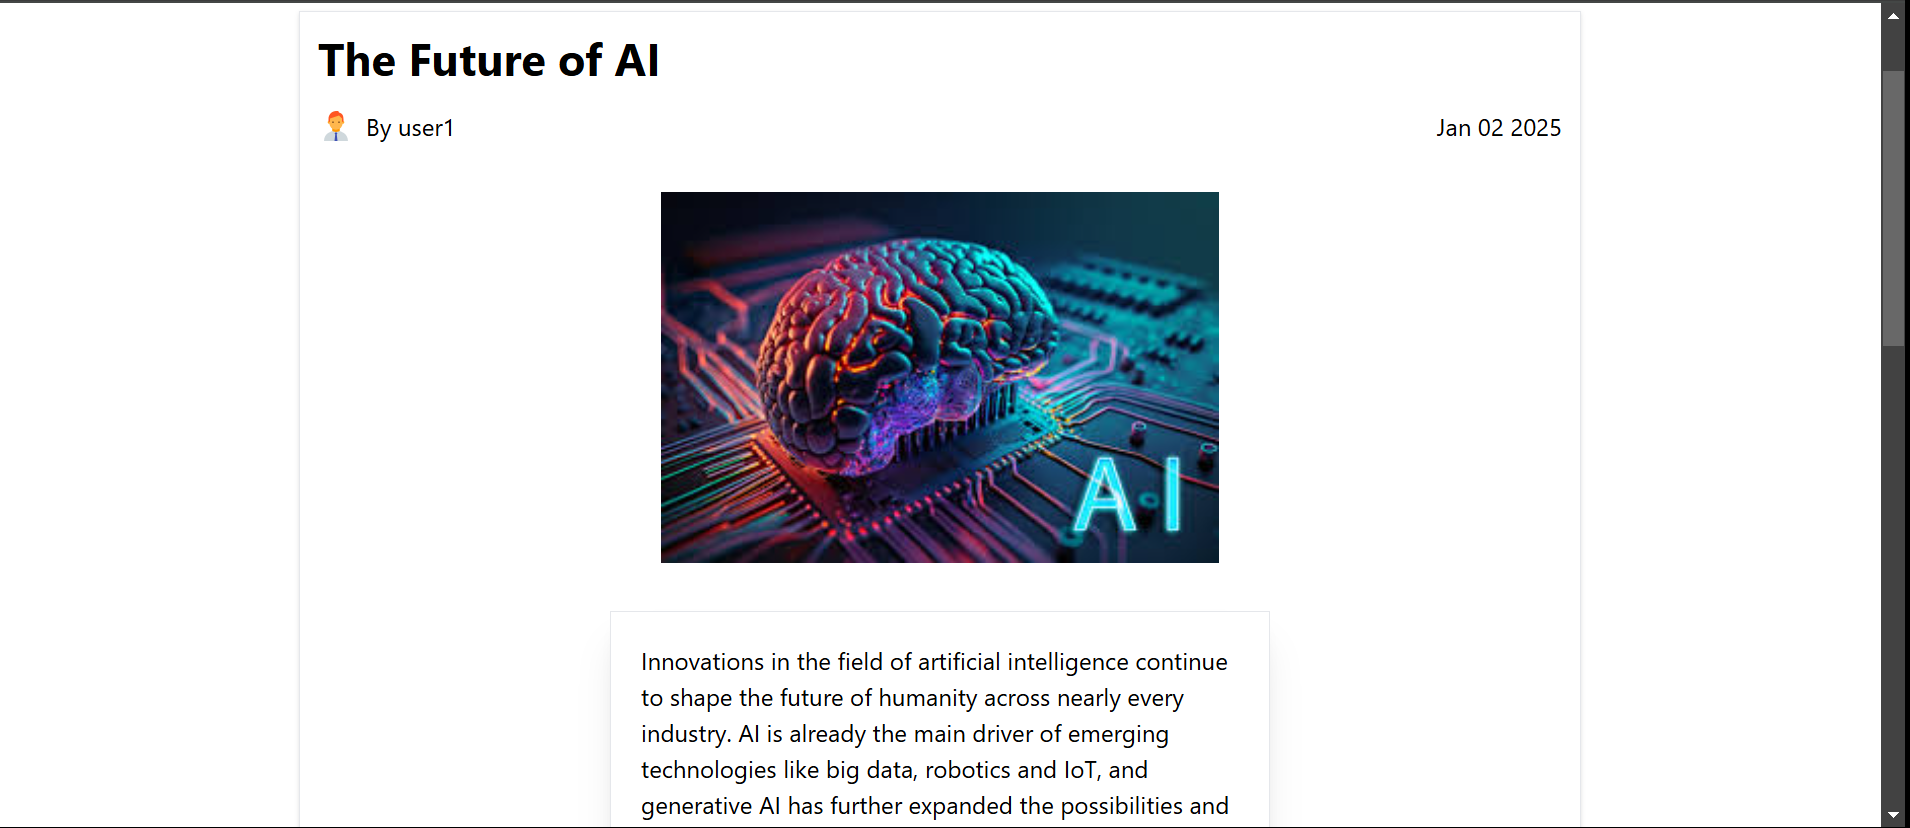 The Future of AI
By user1
Jan 02 2025
AI
Innovations in the field of artificial intelligence continue
to shape the future of humanity across nearly every
industry. AI is already the main driver of emerging
technologies like big data, robotics and IoT, and
generative AI has further expanded the possibilities and